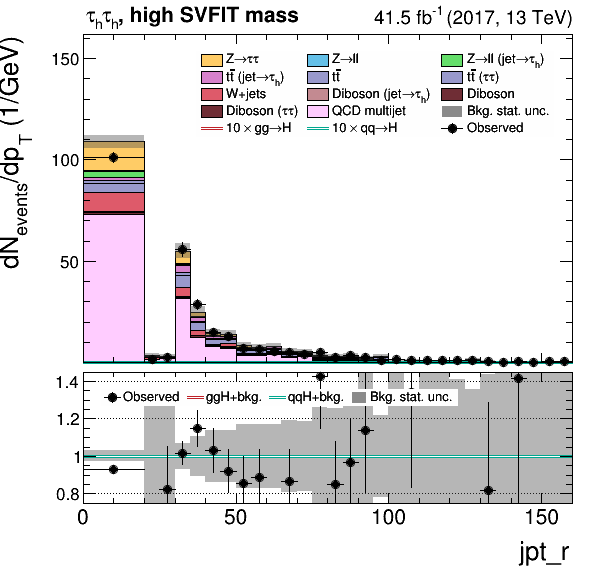 τhτh, high SVFIT mass 41.5 fb-1 (2017, 13 TeV)
dNevents/dpT (1/GeV)
150
100
50
Z→ττ Z→ll Z→ll (jet→τh)
tt̄ (jet→τh) tt̄ tt̄ (ττ)
W+jets Diboson (jet→τh) Diboson
Diboson (ττ) QCD multijet Bkg. stat. unc.
10×gg→H 10×qq→H Observed
1.4
1.2
1
0.8
Observed ggH+bkg. qqH+bkg. Bkg. stat. unc.
0 50 100 150
jpt_r